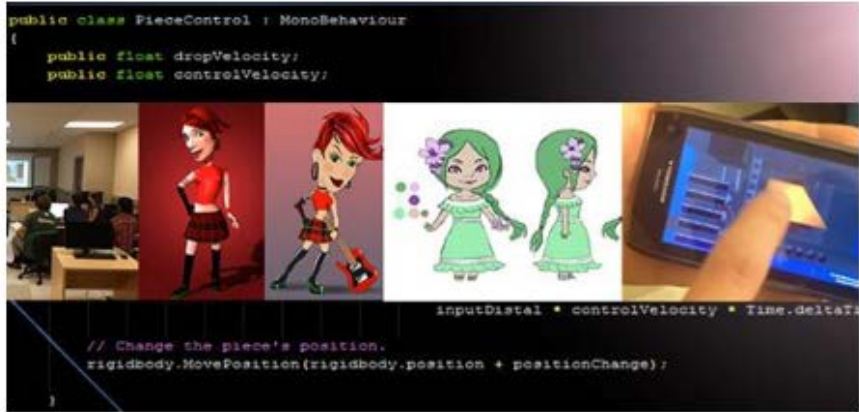 public class PieceControl : MonoBehaviour
{
public float dropVelocity;
public float controlVelocity;
inputDistal * controlVelocity * Time.deltaTi
// Change the piece's position.
rigidbody.MovePosition(rigidbody.position + positionChange);
}